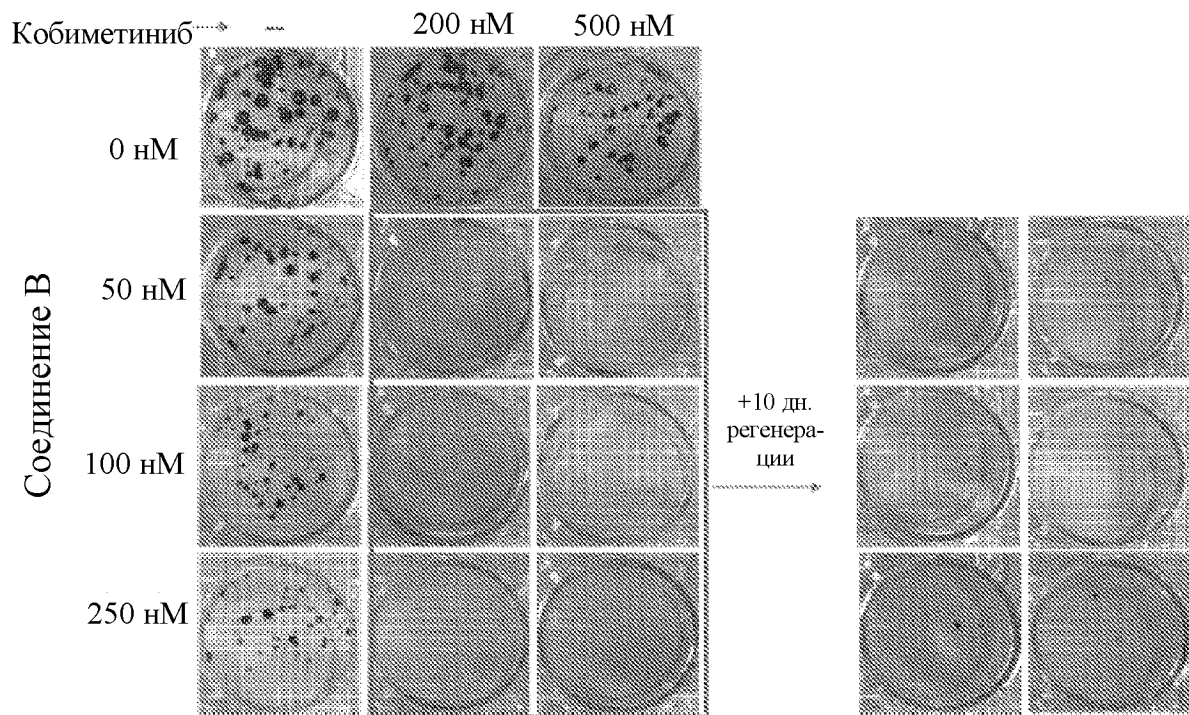 Кобиметиниб
--
200 нМ
500 нМ
0 нМ
50 нМ
100 нМ
250 нМ
Соединение В
+10 дн.
регенера-
ции